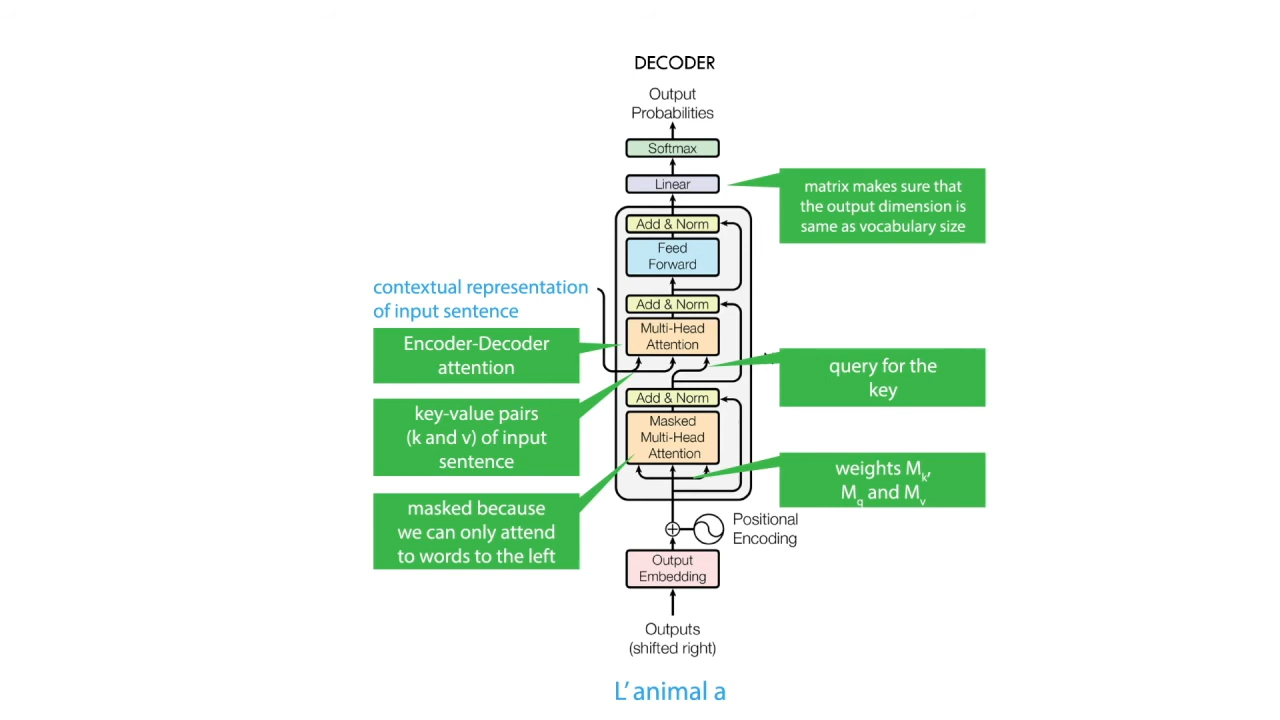 DECODER
Output
Probabilities
Softmax
Linear
matrix makes sure that
the output dimension is
same as vocabulary size
Add & Norm
Feed
Forward
contextual representation
of input sentence
Add & Norm
Multi-Head
Attention
Encoder-Decoder
attention
query for the
key
key-value pairs
(k and v) of input
sentence
Add & Norm
Masked
Multi-Head
Attention
weights Mk,
Mq and Mv
masked because
we can only attend
to words to the left
Positional
Encoding
Output
Embedding
Outputs
(shifted right)
L’ animal a